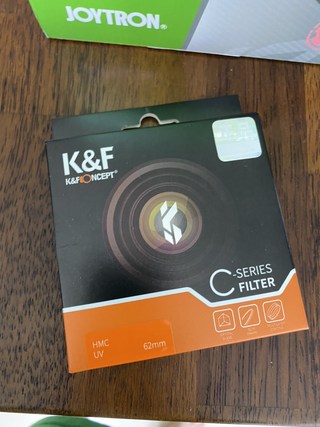 JOYTRON®
K&F
K&F CONCEPT®
C-SERIES
FILTER
HMC
UV 62mm